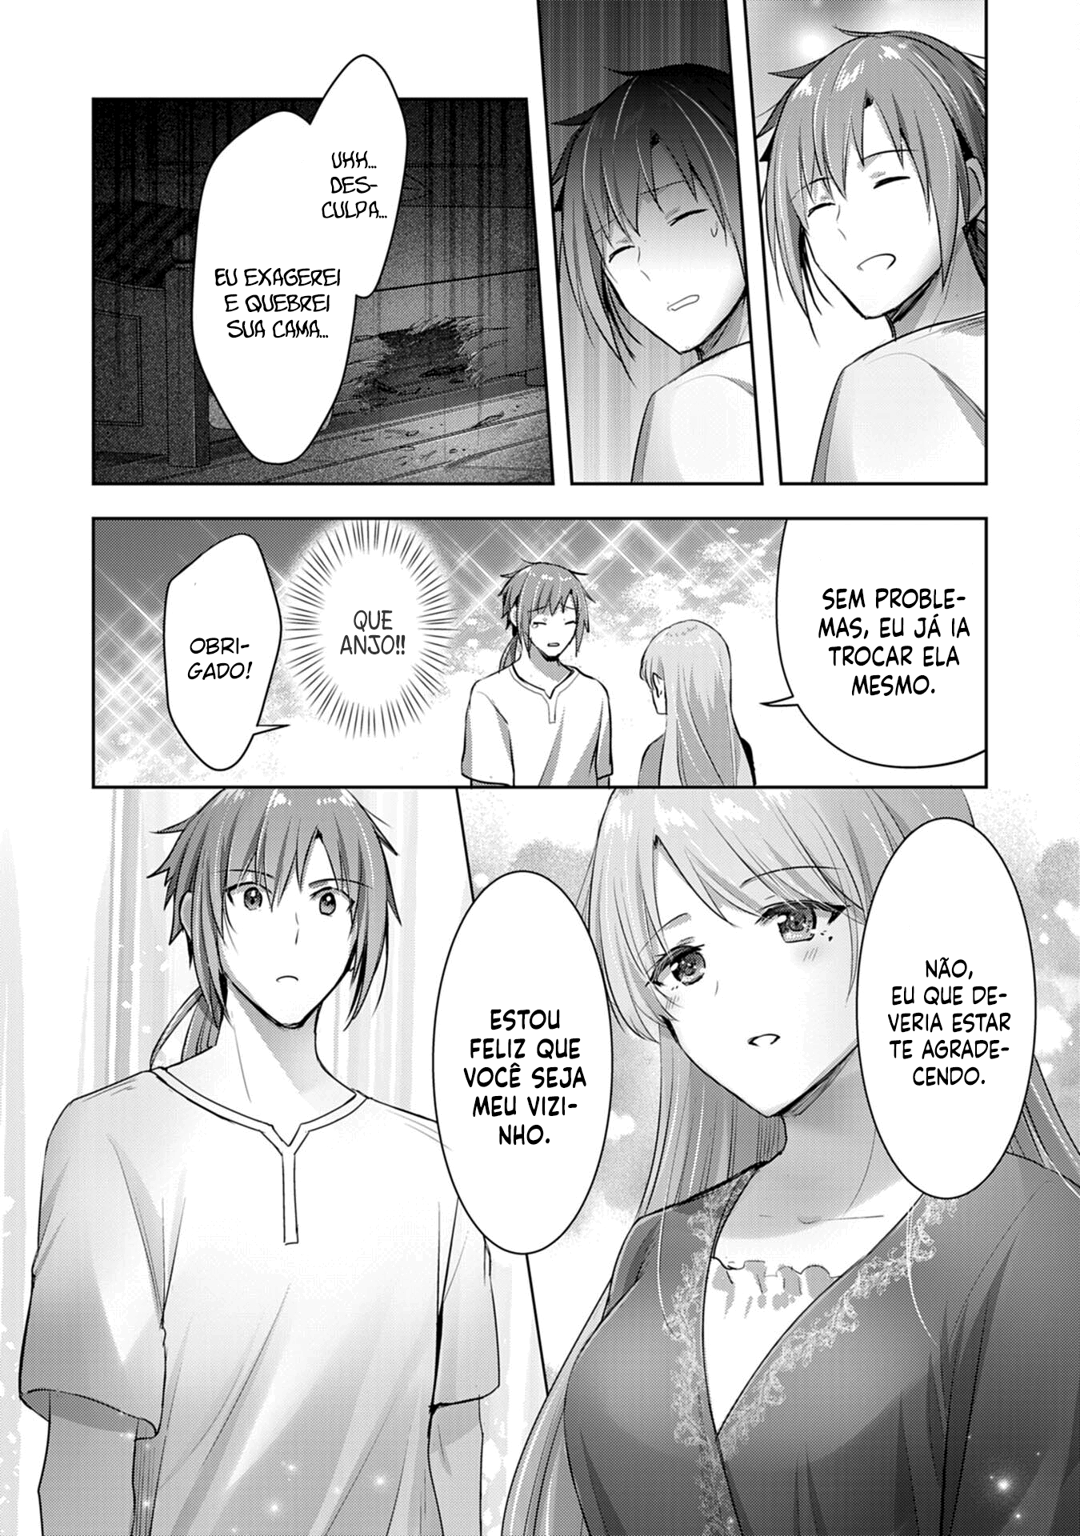 UHH...
DES-
CULPA...
EU EXAGEREI
E QUEBREI
SUA CAMA...
SEM PROBLE-
MAS, EU JÁ IA
TROCAR ELA
MESMO.
QUE
ANJO!!
OBRI-
GADO!
NÃO,
EU QUE DE-
VERIA ESTAR
TE AGRADE-
CENDO.
ESTOU
FELIZ QUE
VOCÊ SEJA
MEU VIZI-
NHO.